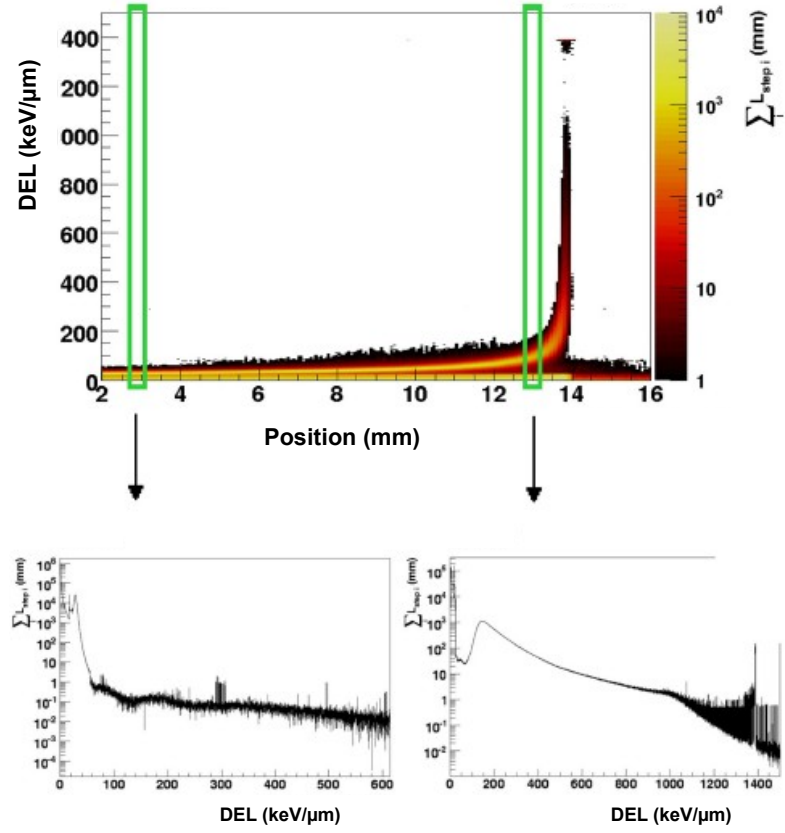 400
200
000
800
600
400
200
0
DEL (keV/µm)
2 4 6 8 10 12 14 16
Position (mm)
10⁴
10³
10²
10
1
∑ L_step i (mm)
i
10⁶
10⁵
10⁴
10³
10²
10
1
10⁻¹
10⁻²
10⁻³
10⁻⁴
∑ L_step i (mm)
0 100 200 300 400 500 600
DEL (keV/µm)
10⁵
10⁴
10³
10²
10
1
10⁻¹
10⁻²
∑ L_step i (mm)
0 200 400 600 800 1000 1200 1400
DEL (keV/µm)